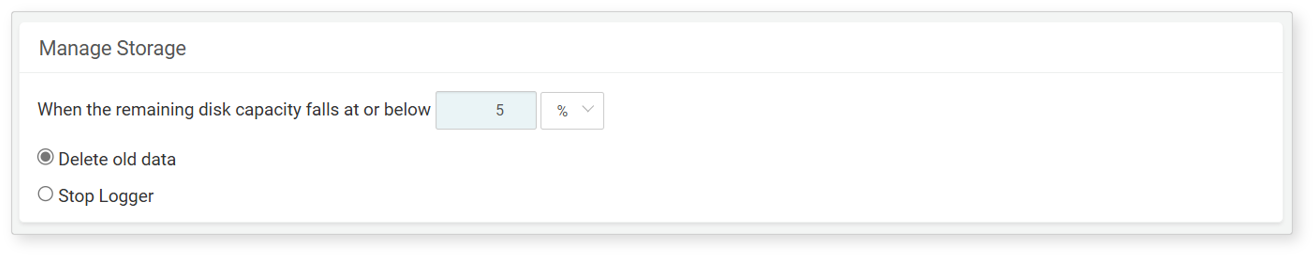 Manage Storage
When the remaining disk capacity falls at or below 5 %
Delete old data
Stop Logger